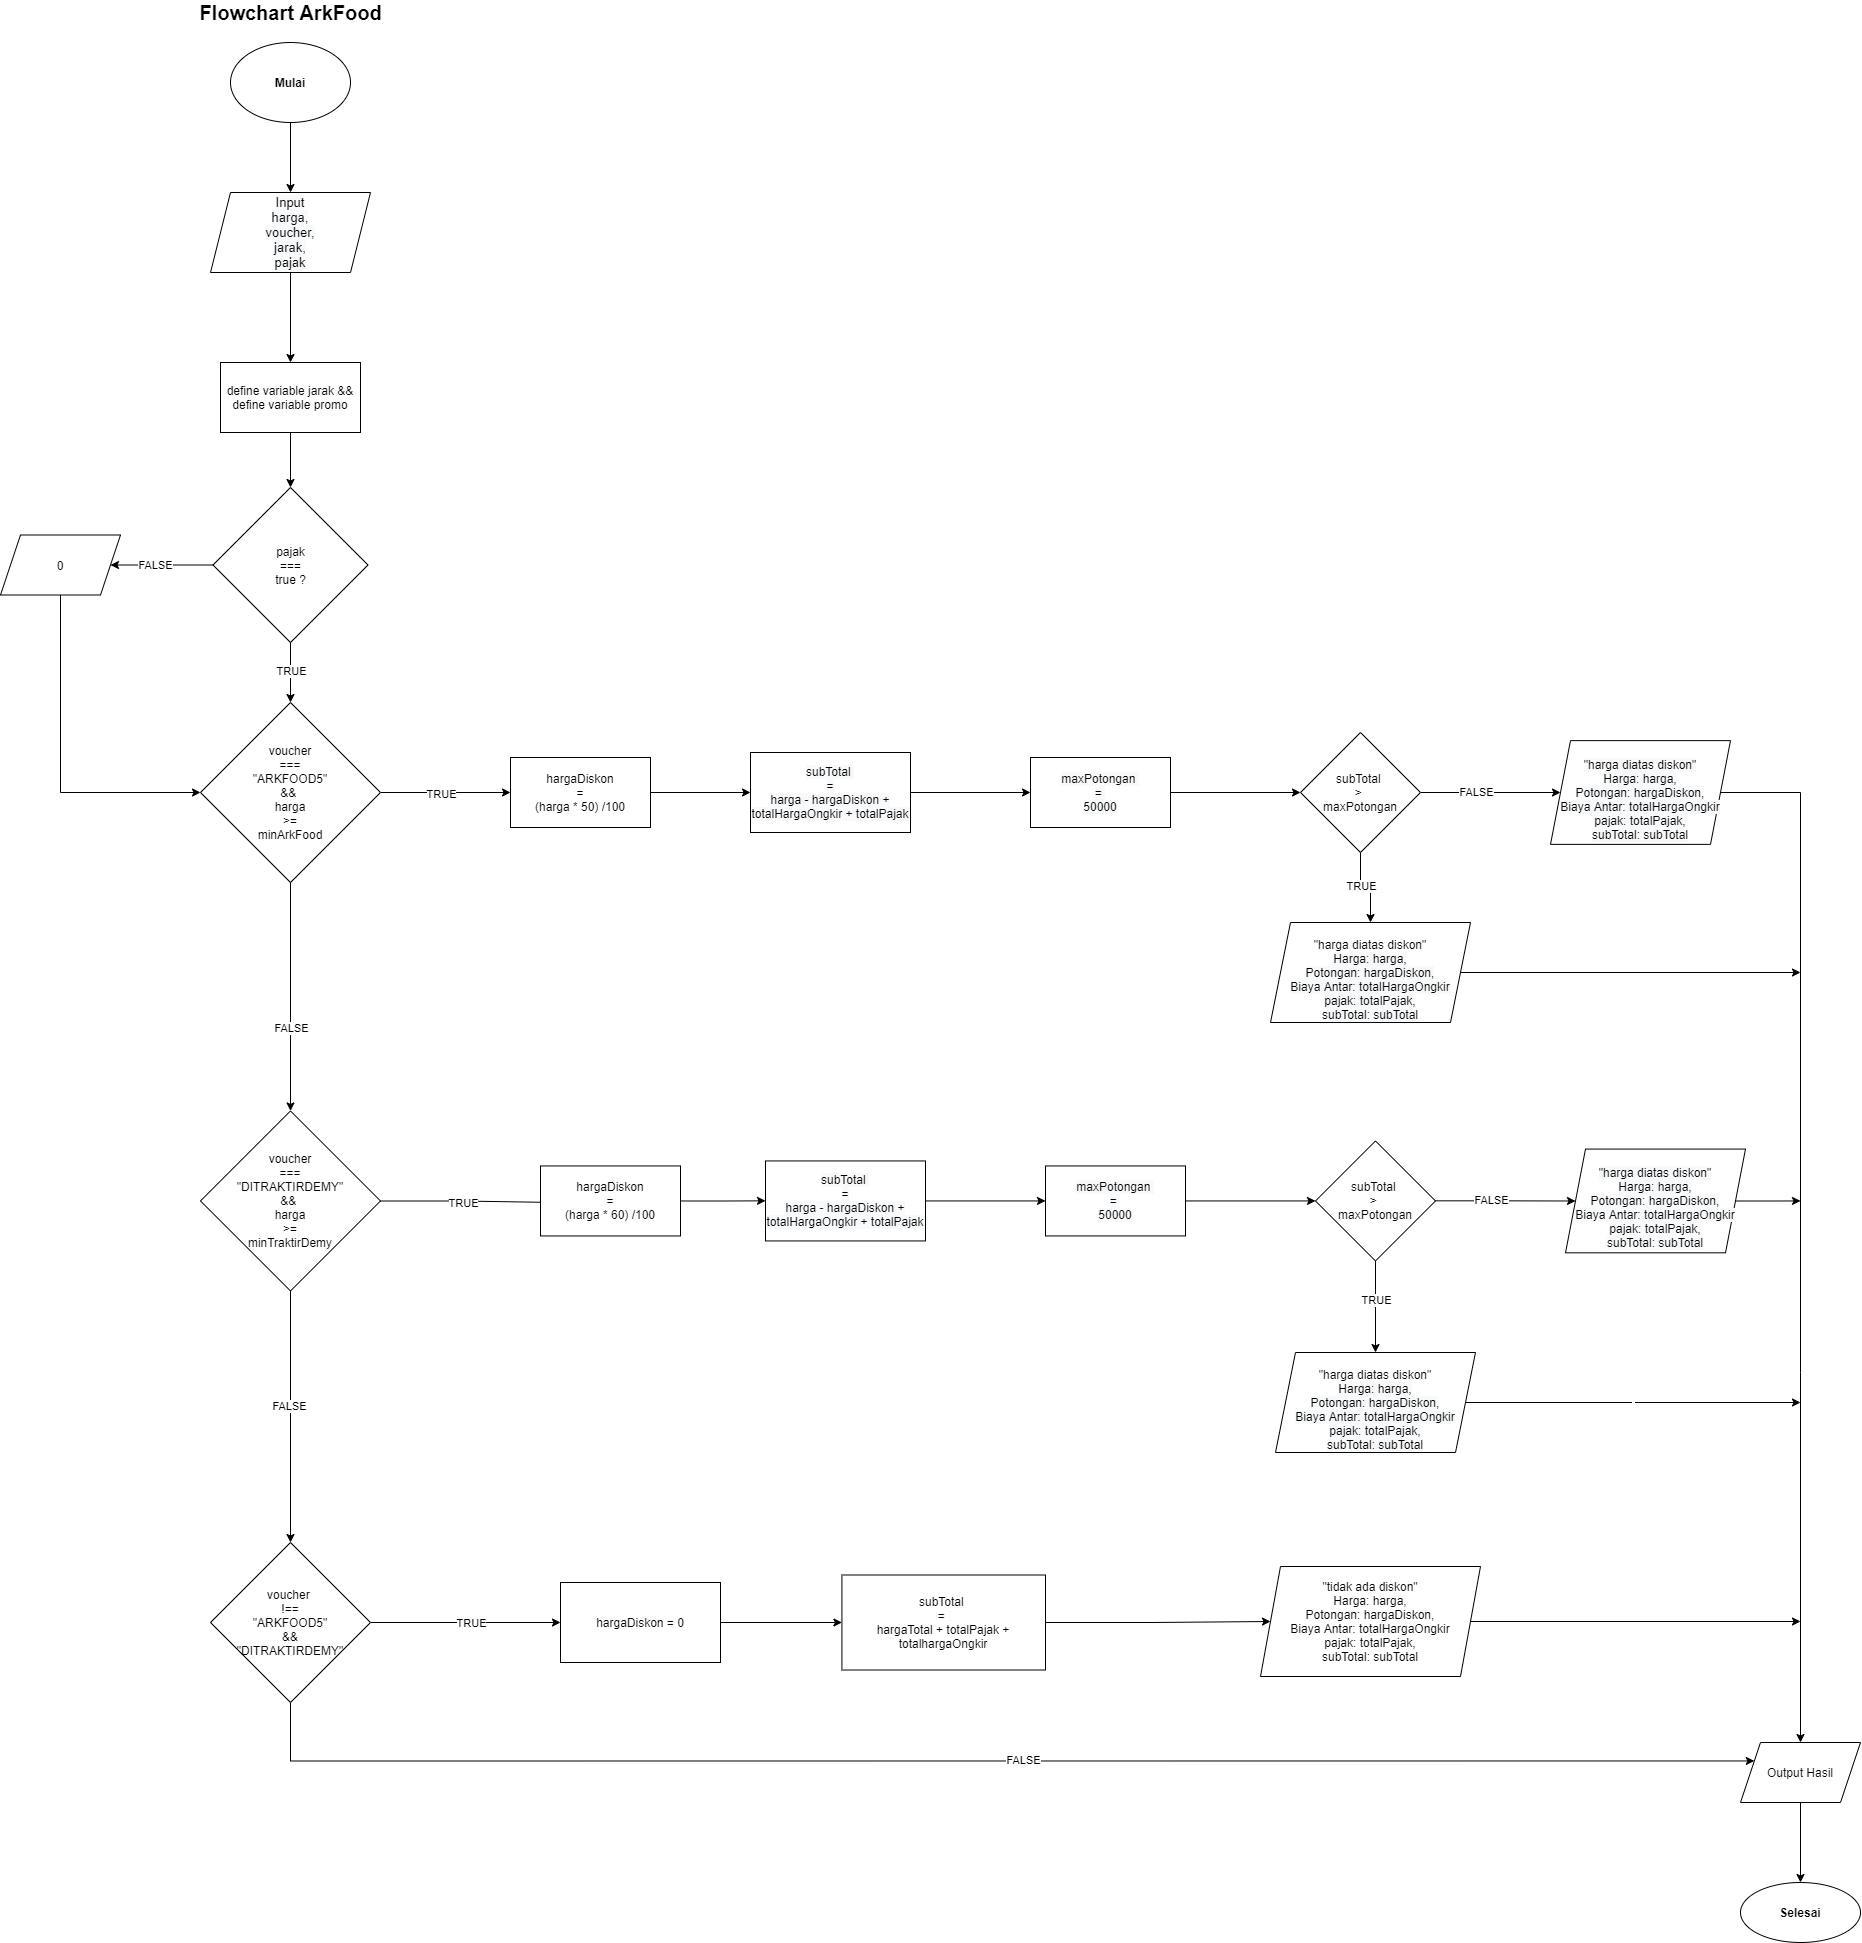 Flowchart ArkFood
Mulai
Input
harga,
voucher,
jarak,
pajak
define variable jarak &&
define variable promo
pajak
===
true ?
FALSE
0
TRUE
voucher
===
"ARKFOOD5"
&&
harga
>=
minArkFood
TRUE
hargaDiskon
=
(harga * 50) /100
subTotal
=
harga - hargaDiskon +
totalHargaOngkir + totalPajak
maxPotongan
=
50000
subTotal
>
maxPotongan
FALSE
"harga diatas diskon"
Harga: harga,
Potongan: hargaDiskon,
Biaya Antar: totalHargaOngkir
pajak: totalPajak,
subTotal: subTotal
TRUE
"harga diatas diskon"
Harga: harga,
Potongan: hargaDiskon,
Biaya Antar: totalHargaOngkir
pajak: totalPajak,
subTotal: subTotal
FALSE
voucher
===
"DITRAKTIRDEMY"
&&
harga
>=
minTraktirDemy
TRUE
hargaDiskon
=
(harga * 60) /100
subTotal
=
harga - hargaDiskon +
totalHargaOngkir + totalPajak
maxPotongan
=
50000
subTotal
>
maxPotongan
FALSE
"harga diatas diskon"
Harga: harga,
Potongan: hargaDiskon,
Biaya Antar: totalHargaOngkir
pajak: totalPajak,
subTotal: subTotal
TRUE
"harga diatas diskon"
Harga: harga,
Potongan: hargaDiskon,
Biaya Antar: totalHargaOngkir
pajak: totalPajak,
subTotal: subTotal
FALSE
voucher
!==
"ARKFOOD5"
&&
"DITRAKTIRDEMY"
TRUE
hargaDiskon = 0
subTotal
=
hargaTotal + totalPajak +
totalhargaOngkir
"tidak ada diskon"
Harga: harga,
Potongan: hargaDiskon,
Biaya Antar: totalHargaOngkir
pajak: totalPajak,
subTotal: subTotal
FALSE
Output Hasil
Selesai